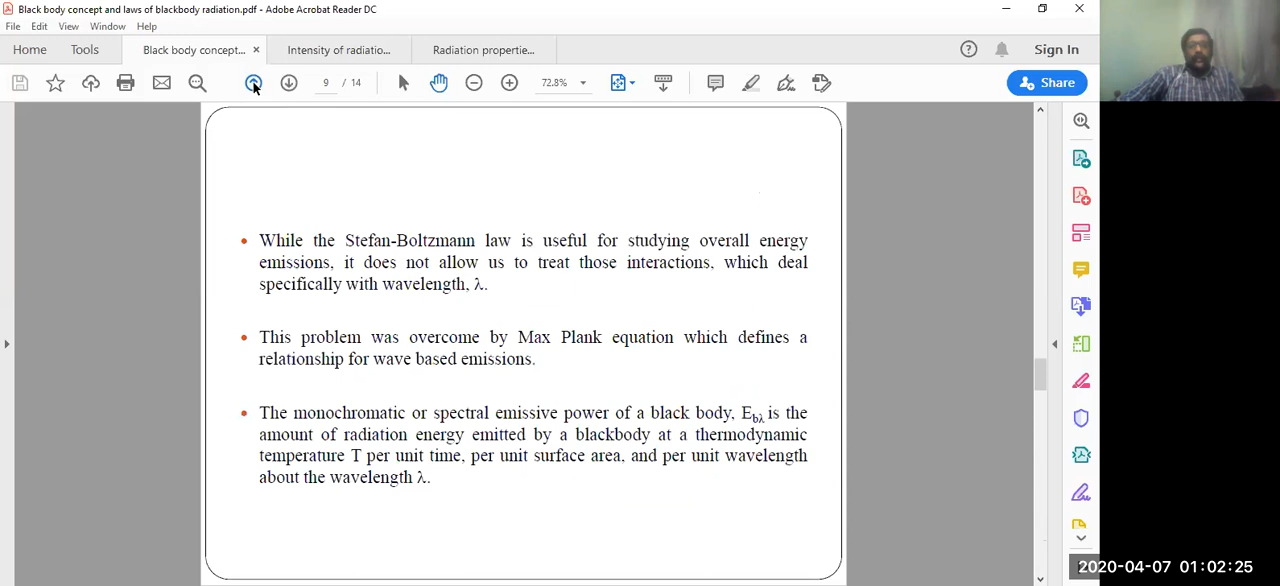 Black body concept and laws of blackbody radiation.pdf - Adobe Acrobat Reader DC
File Edit View Window Help
Home Tools Black body concept... × Intensity of radiatio... Radiation propertie... Sign In
9 / 14 72.8% Share
• While the Stefan-Boltzmann law is useful for studying overall energy
emissions, it does not allow us to treat those interactions, which deal
specifically with wavelength, λ.
• This problem was overcome by Max Plank equation which defines a
relationship for wave based emissions.
• The monochromatic or spectral emissive power of a black body, Ebλ is the
amount of radiation energy emitted by a blackbody at a thermodynamic
temperature T per unit time, per unit surface area, and per unit wavelength
about the wavelength λ.
2020-04-07 01:02:25